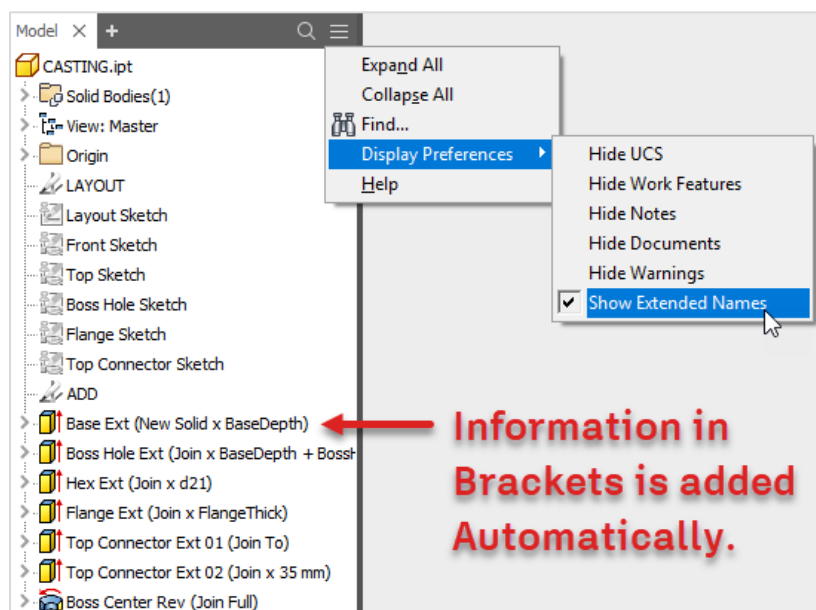 Model
CASTING.ipt
Solid Bodies(1)
View: Master
Origin
LAYOUT
Layout Sketch
Front Sketch
Top Sketch
Boss Hole Sketch
Flange Sketch
Top Connector Sketch
ADD
Base Ext (New Solid x BaseDepth)
Boss Hole Ext (Join x BaseDepth + Boss
Hex Ext (Join x d21)
Flange Ext (Join x FlangeThick)
Top Connector Ext 01 (Join To)
Top Connector Ext 02 (Join x 35 mm)
Boss Center Rev (Join Full)
Expand All
Collapse All
Find...
Display Preferences
Help
Hide UCS
Hide Work Features
Hide Notes
Hide Documents
Hide Warnings
Show Extended Names
Information in
Brackets is added
Automatically.